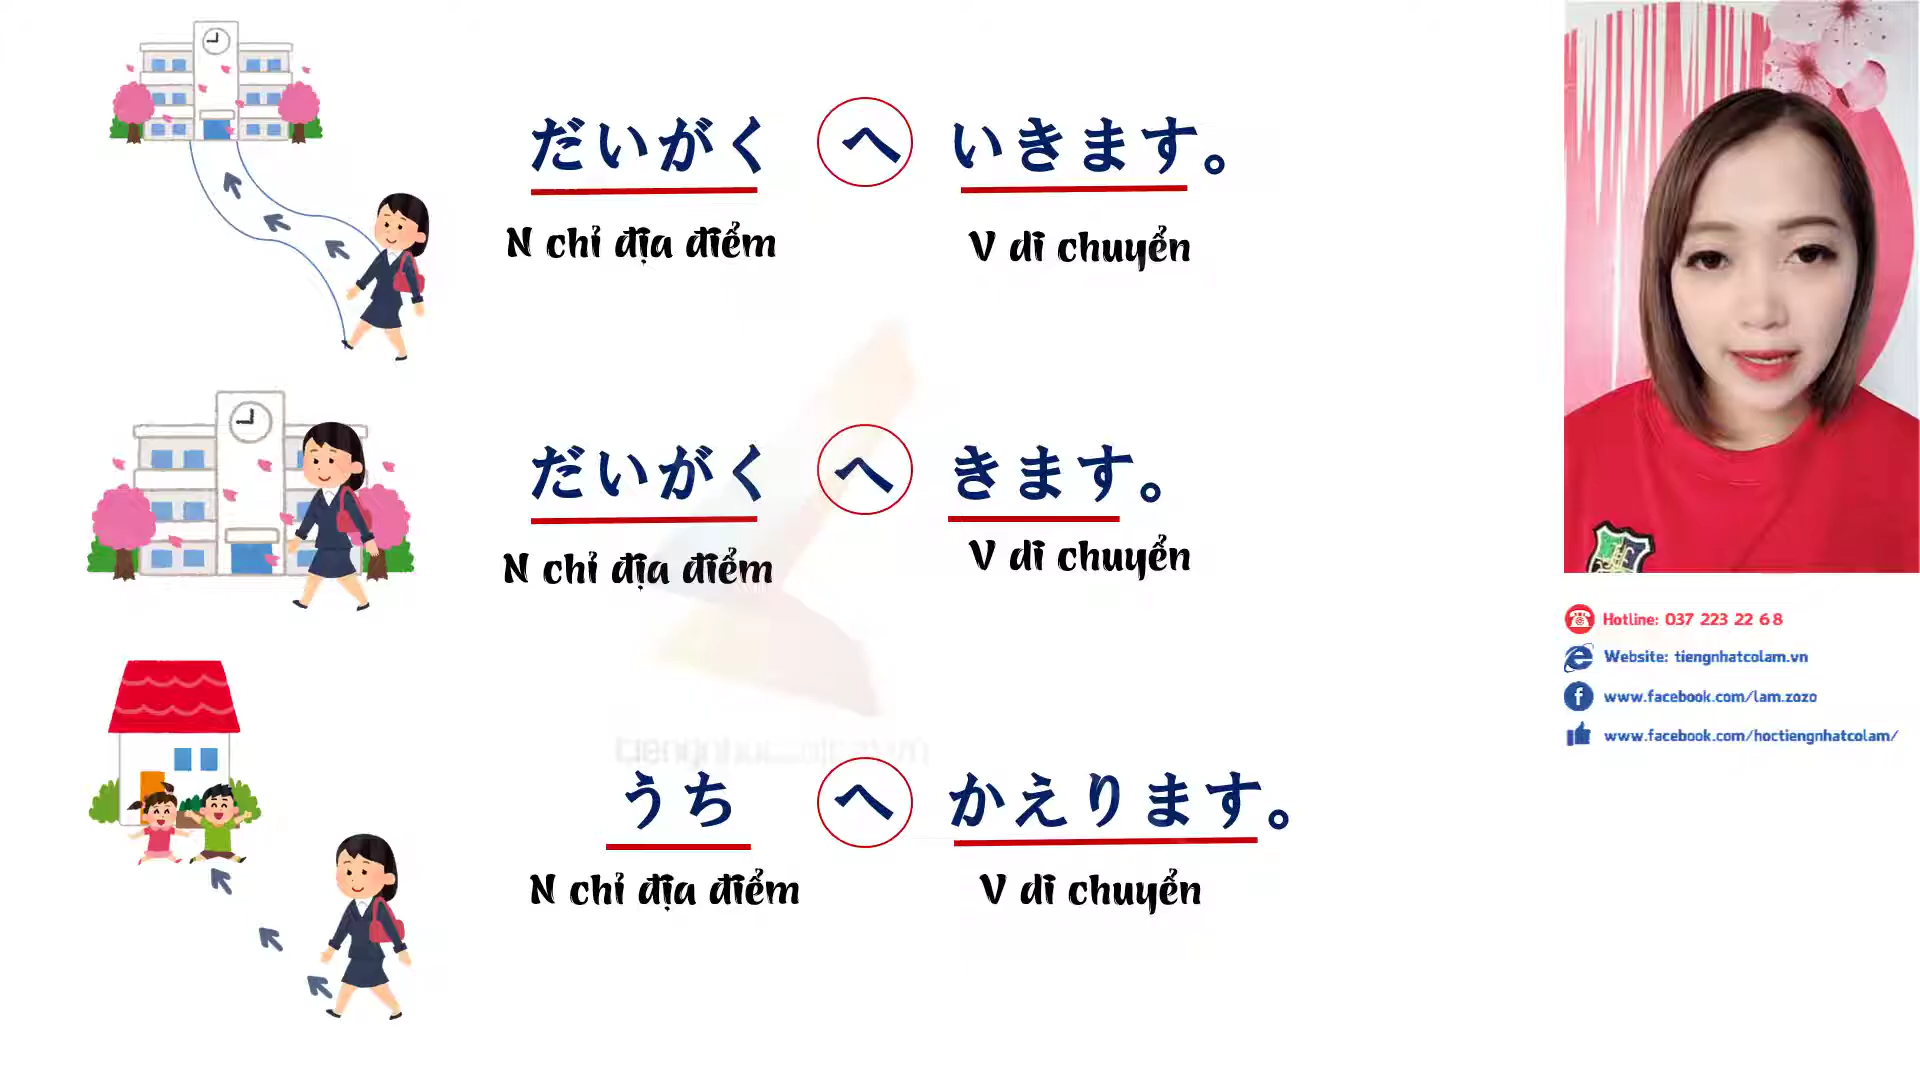 だいがく へ いきます。
N chỉ địa điểm V di chuyển
だいがく へ きます。
N chỉ địa điểm V di chuyển
うち へ かえります。
N chỉ địa điểm V di chuyển
Hotline: 037 223 22 68
Website: tiengnhatcolam.vn
www.facebook.com/lam.zozo
www.facebook.com/hoctiengnhatcolam/